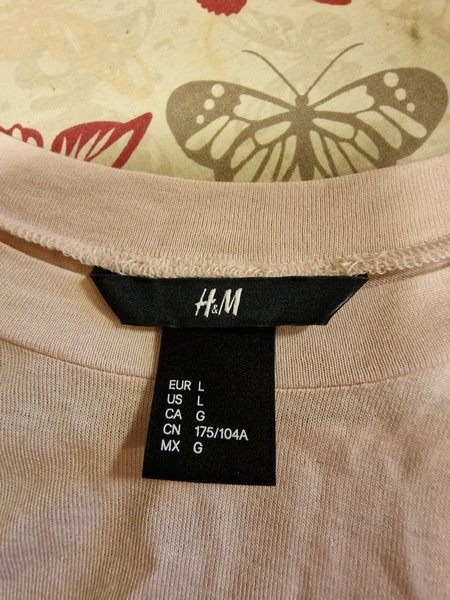 H&M
EUR L
US L
CA G
CN 175/104A
MX G